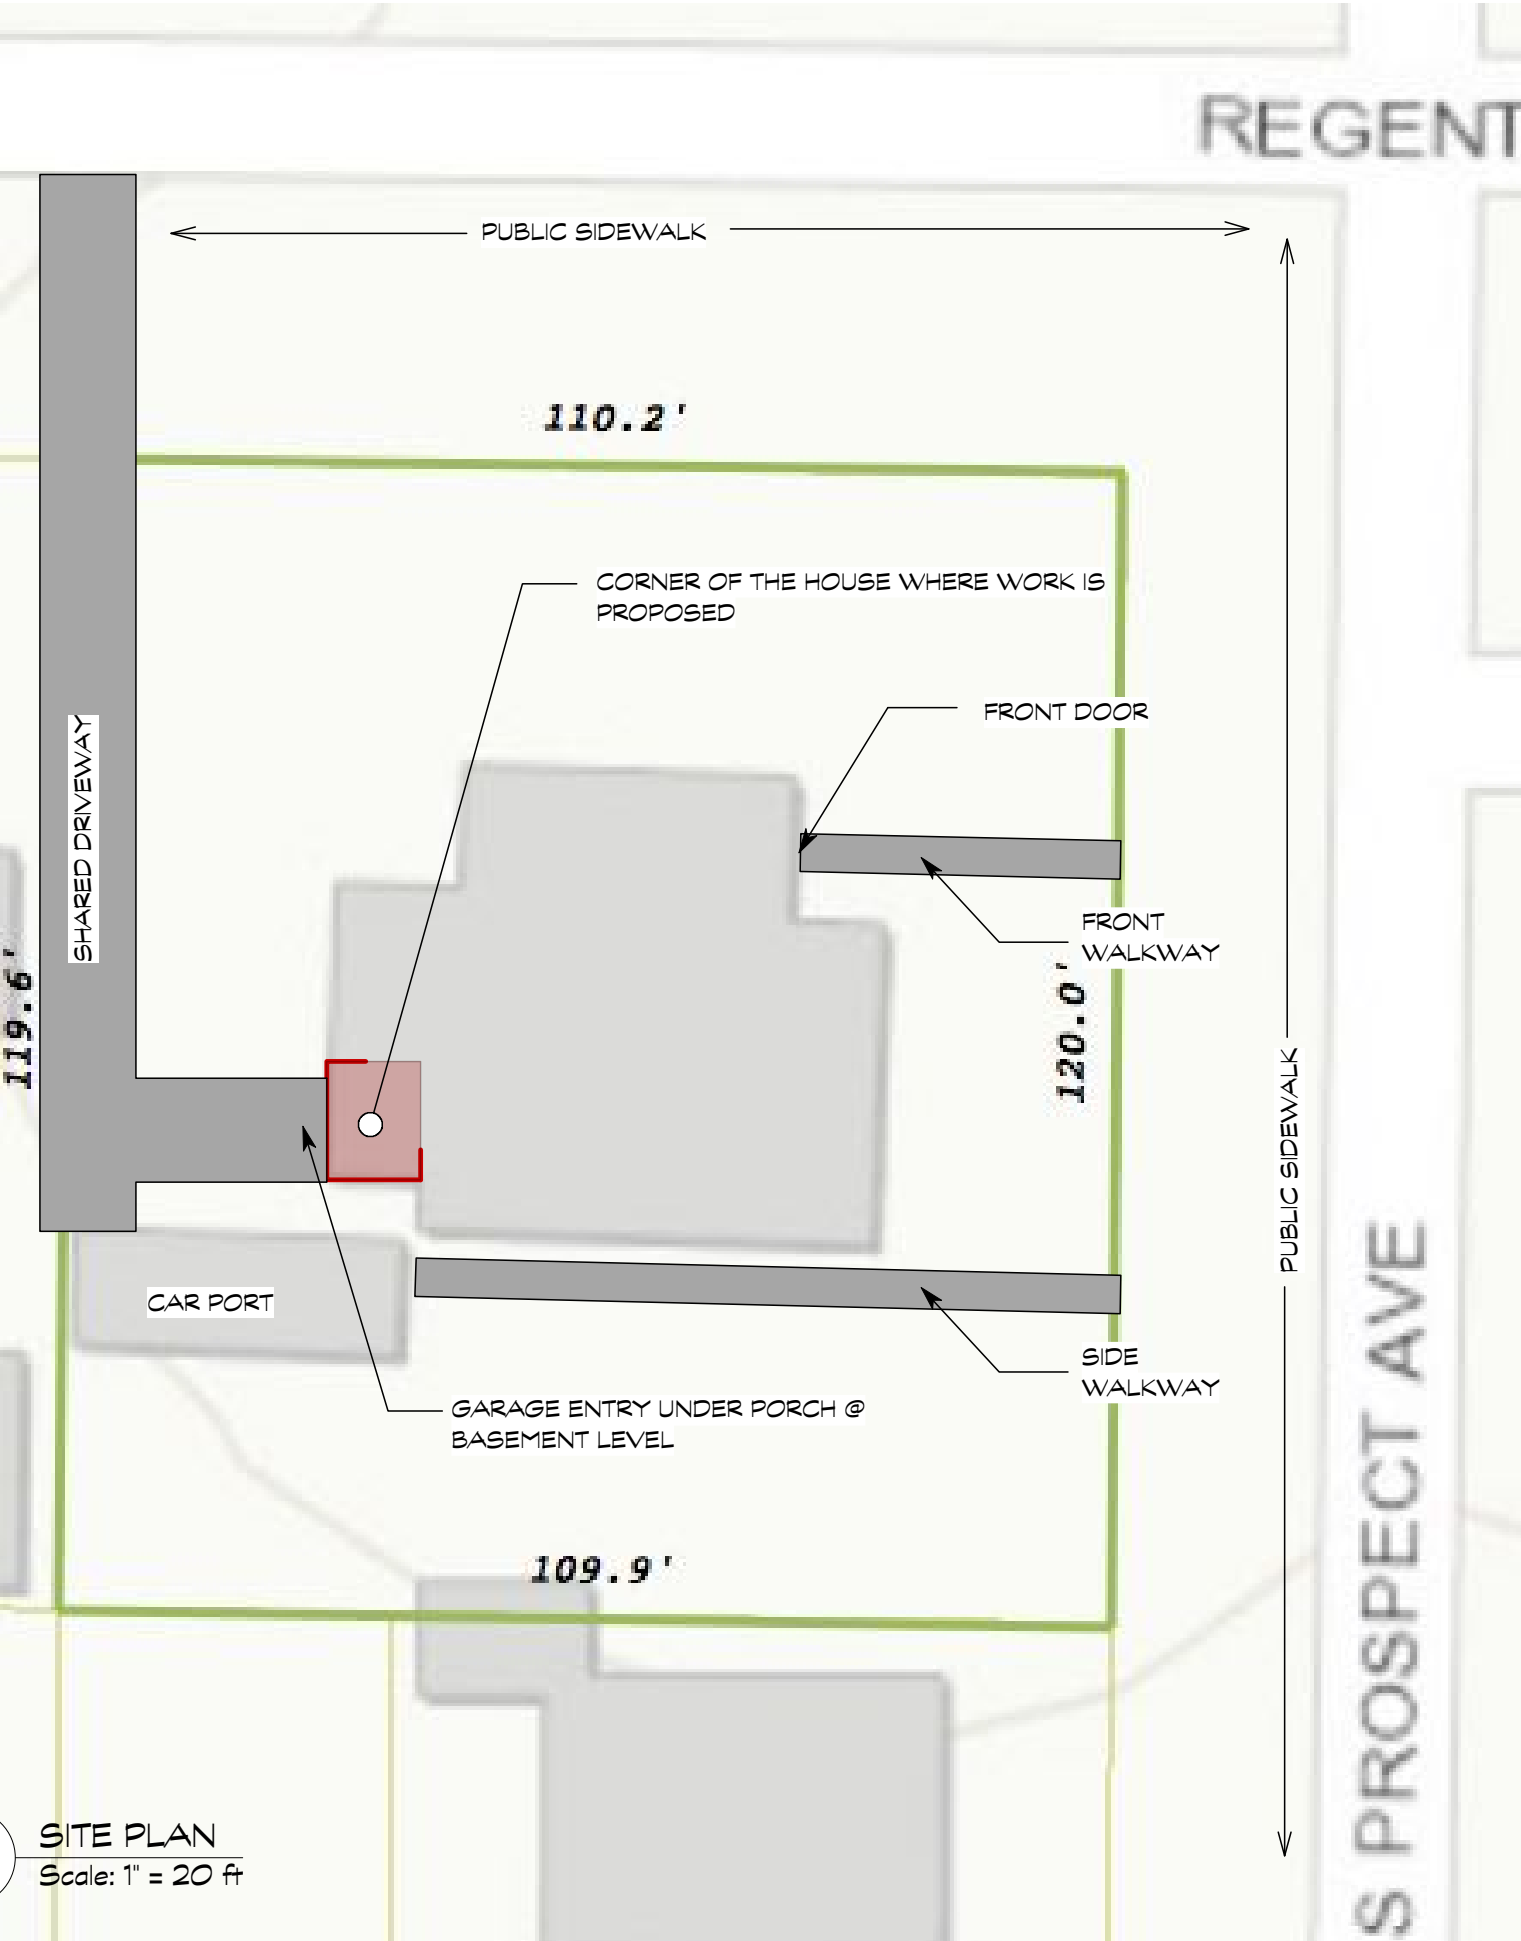 REGENT
PUBLIC SIDEWALK
110.2'
CORNER OF THE HOUSE WHERE WORK IS
PROPOSED
FRONT DOOR
SHARED DRIVEWAY
FRONT
WALKWAY
119.6'
120.0'
PUBLIC SIDEWALK
CAR PORT
SIDE
WALKWAY
GARAGE ENTRY UNDER PORCH @
BASEMENT LEVEL
109.9'
S PROSPECT AVE
SITE PLAN
Scale: 1" = 20 ft